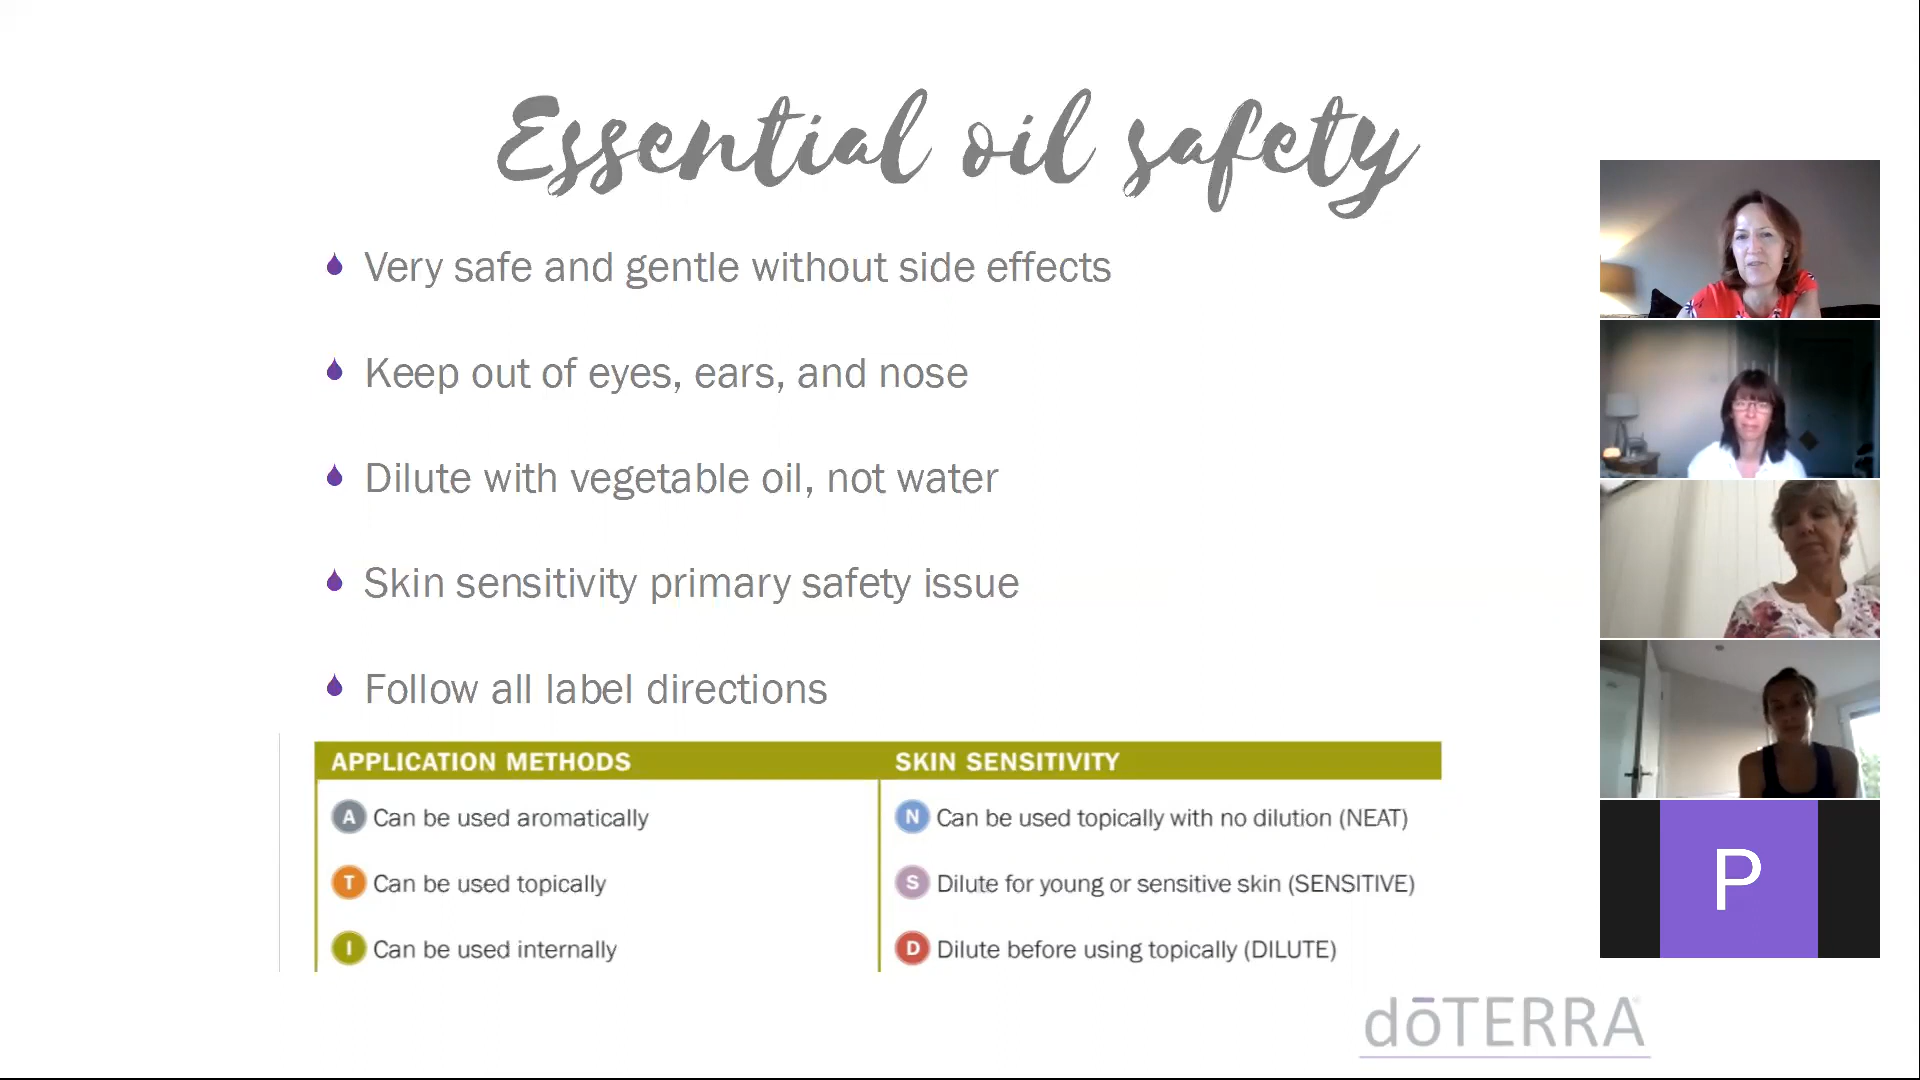 Essential oil safety
Very safe and gentle without side effects
Keep out of eyes, ears, and nose
Dilute with vegetable oil, not water
Skin sensitivity primary safety issue
Follow all label directions
APPLICATION METHODS
A Can be used aromatically
T Can be used topically
I Can be used internally
SKIN SENSITIVITY
N Can be used topically with no dilution (NEAT)
S Dilute for young or sensitive skin (SENSITIVE)
D Dilute before using topically (DILUTE)
dōTERRA
P